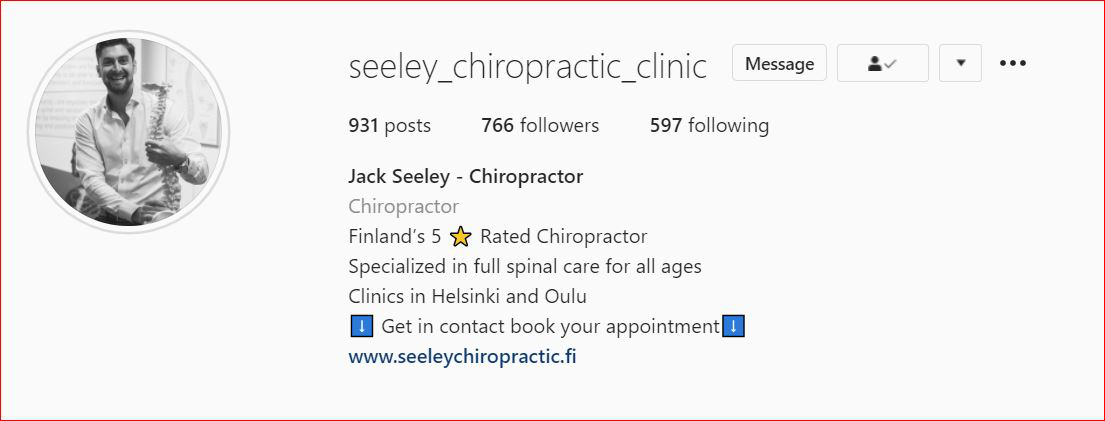 seeley_chiropractic_clinic Message
931 posts 766 followers 597 following
Jack Seeley - Chiropractor
Chiropractor
Finland's 5 ⭐ Rated Chiropractor
Specialized in full spinal care for all ages
Clinics in Helsinki and Oulu
⬇️ Get in contact book your appointment⬇️
www.seeleychiropractic.fi